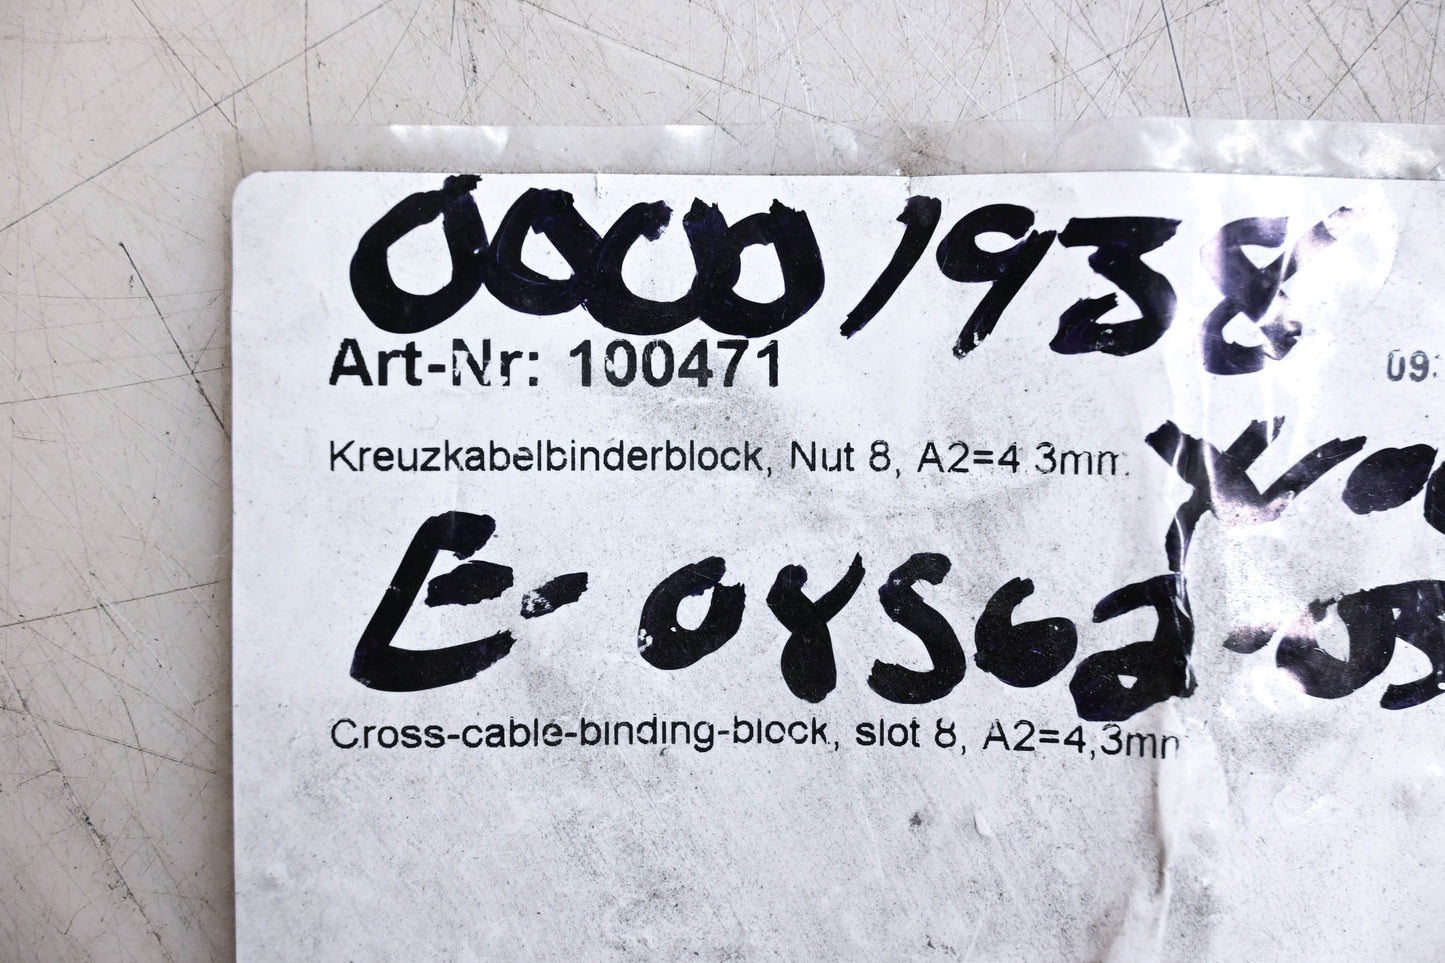 00001938
Art-Nr: 100471
09:
Kreuzkabelbinderblock, Nut 8, A2=4 3mm.
E-08562-
Cross-cable-binding-block, slot 8, A2=4,3mm